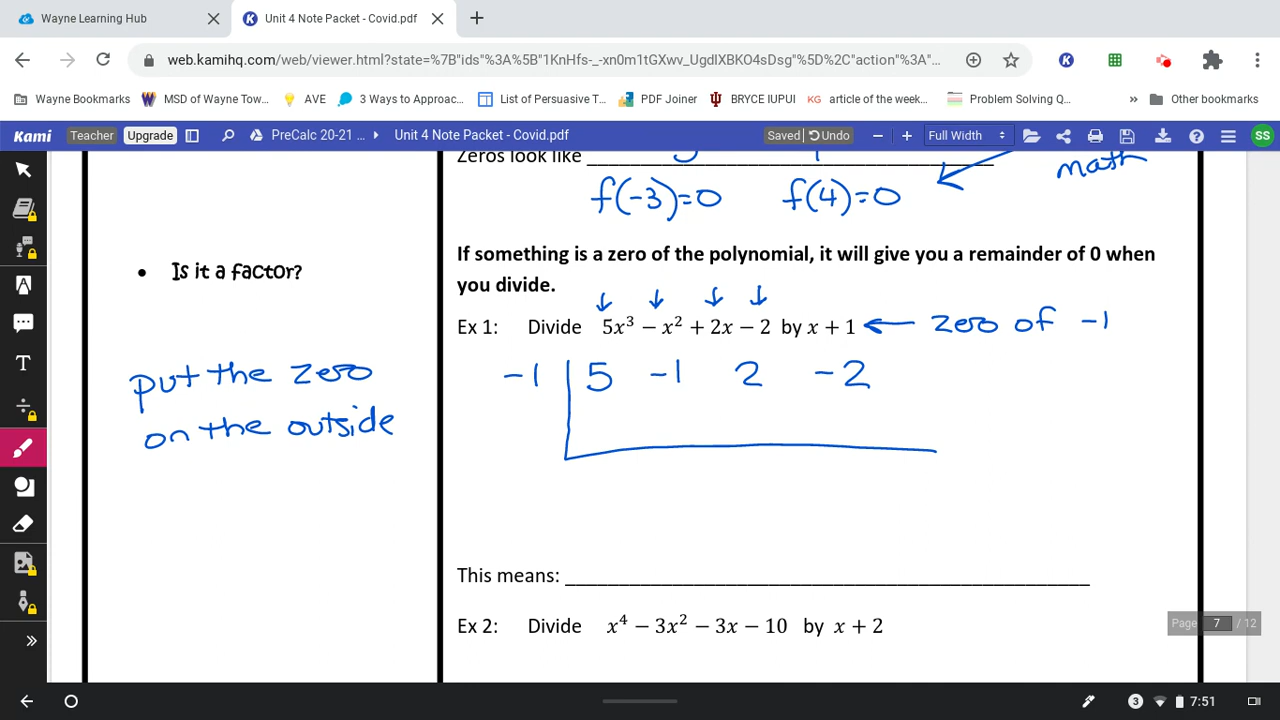 Wayne Learning Hub
Unit 4 Note Packet - Covid.pdf
web.kamihq.com/web/viewer.html?state=%7B"ids"%3A%5B"1KnHfs-_-xn0m1tGXwv_UgdIXBKO4sDsg"%5D%2C"action"%3A"...
Wayne Bookmarks
MSD of Wayne Tow...
AVE
3 Ways to Approac...
List of Persuasive T...
PDF Joiner
BRYCE IUPUI
KG article of the week...
Problem Solving Q...
» Other bookmarks
Kami Teacher Upgrade PreCalc 20-21 ... Unit 4 Note Packet - Covid.pdf Saved Undo Full Width SS
Zeros look like
math
f(-3)=0 f(4)=0
If something is a zero of the polynomial, it will give you a remainder of 0 when
you divide.
• Is it a factor?
Ex 1: Divide 5x³ − x² + 2x − 2 by x + 1 ← zero of -1
-1 | 5 -1 2 -2
put the zero
on the outside
This means: ________________
Ex 2: Divide x⁴ − 3x² − 3x − 10 by x + 2
Page 7 / 12
3 7:51